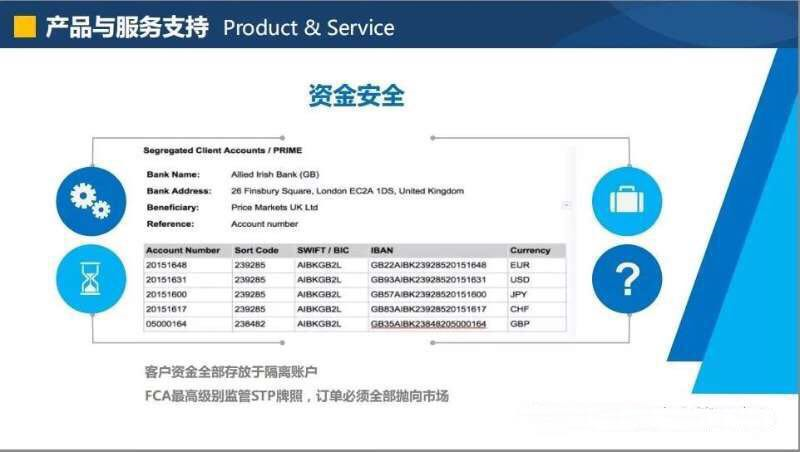 产品与服务支持 Product & Service
资金安全
Segregated Client Accounts / PRIME
Bank Name: Allied Irish Bank (GB)
Bank Address: 26 Finsbury Square, London EC2A 1DS, United Kingdom
Beneficiary: Price Markets UK Ltd
Reference: Account number
Account Number Sort Code SWIFT / BIC IBAN Currency
20151648 239285 AIBKGB2L GB22AIBK23928520151648 EUR
20151631 239285 AIBKGB2L GB93AIBK23928520151631 USD
20151600 239285 AIBKGB2L GB57AIBK23928520151600 JPY
20151617 239285 AIBKGB2L GB83AIBK23928520151617 CHF
05000164 238482 AIBKGB2L GB35AIBK23848205000164 GBP
?
客户资金全部存放于隔离账户
FCA最高级别监管STP牌照，订单必须全部抛向市场